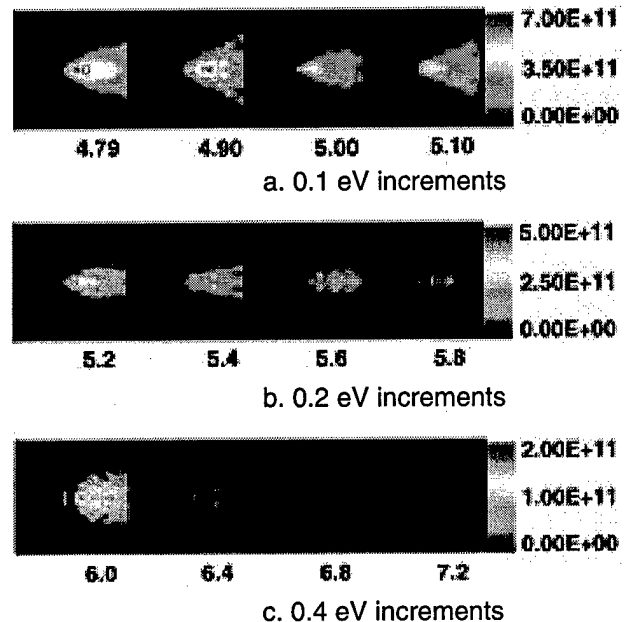 7.00E+11
3.50E+11
0.00E+00
4.79 4.90 5.00 5.10
a. 0.1 eV increments
5.00E+11
2.50E+11
0.00E+00
5.2 5.4 5.6 5.8
b. 0.2 eV increments
2.00E+11
1.00E+11
0.00E+00
6.0 6.4 6.8 7.2
c. 0.4 eV increments